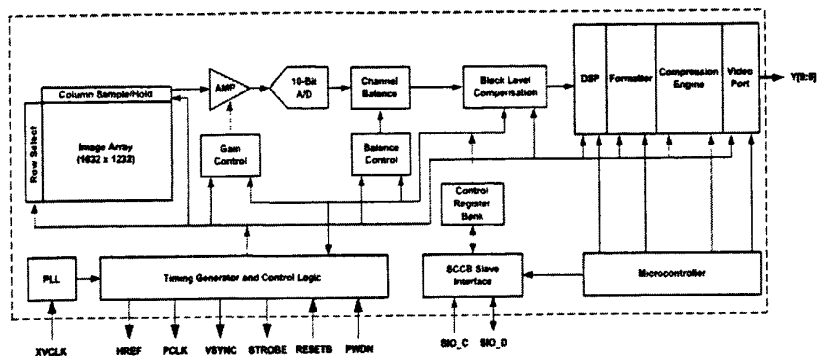 Column Sample/Hold
Row Select
Image Array
(1632 x 1232)
AMP
10-Bit
A/D
Channel
Balance
Black Level
Compensation
DSP
Formatter
Compression
Engine
Video
Port
Y[9:0]
Gain
Control
Balance
Control
Control
Register
Bank
PLL
Timing Generator and Control Logic
SCCB Slave
Interface
Microcontroller
XVCLK
HREF
PCLK
VSYNC
STROBE
RESETB
PWDN
SIO_C
SIO_D